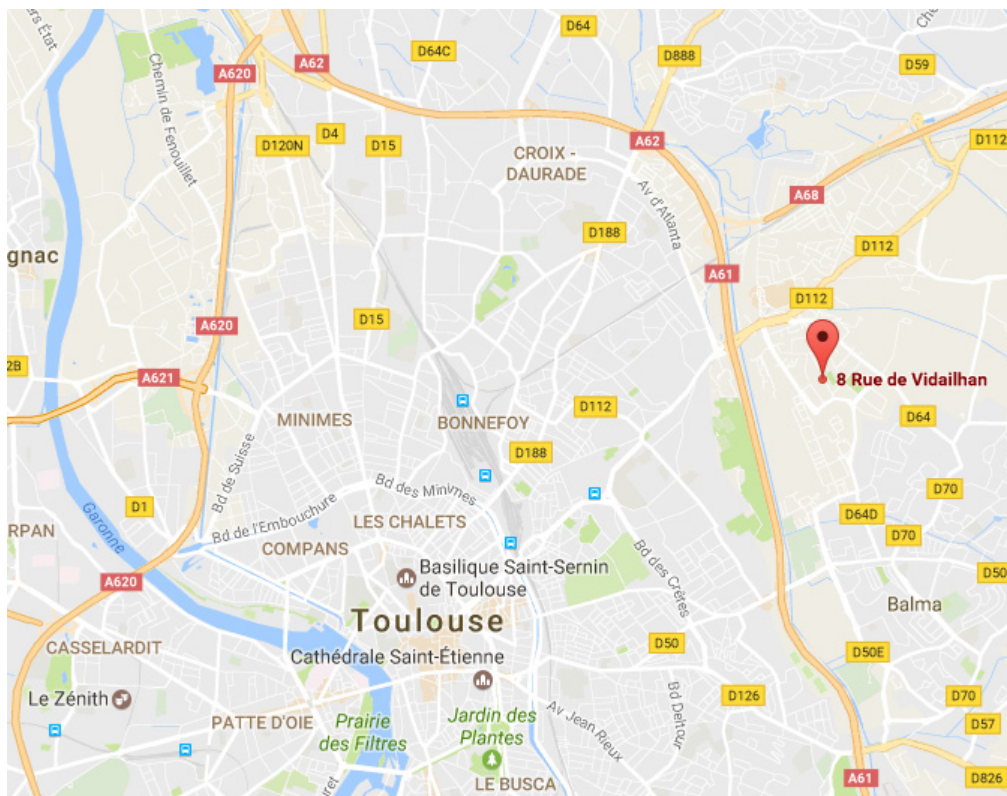 ers État
A620
A62
D64C
D64
D888
D59
Chemin de Fenouillet
D120N
D4
D15
CROIX -
DAURADE
A62
D112
Av d'Atlanta
A68
gnac
D188
D112
A61
D112
A620
D15
2B
A621
8 Rue de Vidailhan
MINIMES
BONNEFOY
D112
D64
Bd de Suisse
D188
D70
D1
Garonne
Bd de l'Embouchure
Bd des Minimes
LES CHALETS
D64D
D70
RPAN
COMPANS
Basilique Saint-Sernin
de Toulouse
Bd des Crêtes
D50
A620
Toulouse
Balma
CASSELARDIT
Cathédrale Saint-Étienne
D50
D50E
Le Zénith
D126
D70
PATTE D'OIE
Prairie
des Filtres
Jardin des
Plantes
Av Jean Rieux
Bd Deltour
D57
LE BUSCA
A61
D826